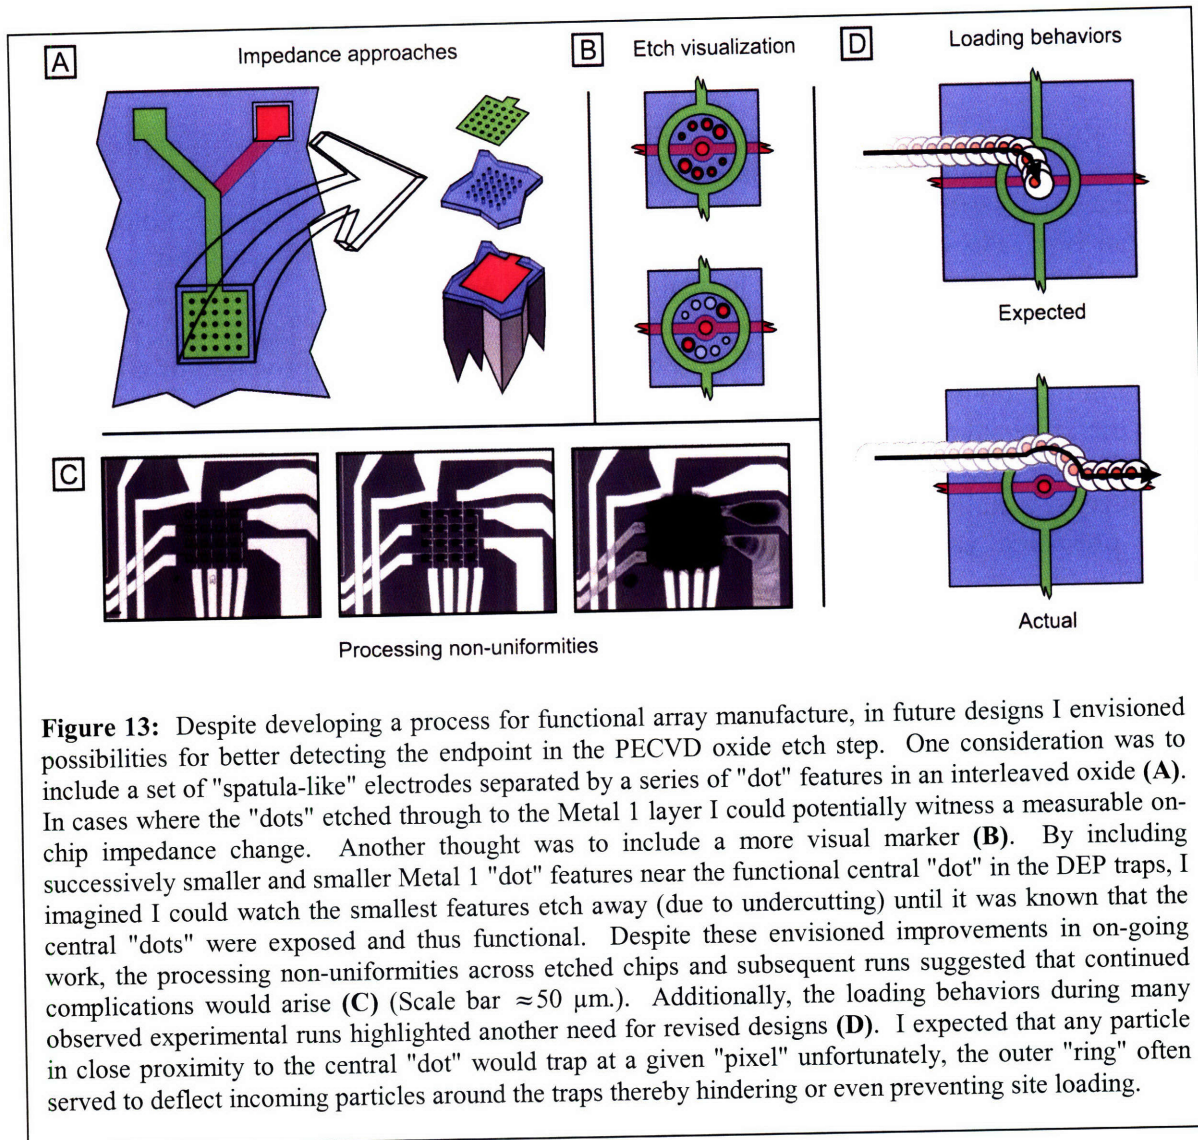 A
Impedance approaches
B
Etch visualization
D
Loading behaviors
Expected
C
Actual
Processing non-uniformities
Figure 13: Despite developing a process for functional array manufacture, in future designs I envisioned
possibilities for better detecting the endpoint in the PECVD oxide etch step. One consideration was to
include a set of "spatula-like" electrodes separated by a series of "dot" features in an interleaved oxide (A).
In cases where the "dots" etched through to the Metal 1 layer I could potentially witness a measurable on-
chip impedance change. Another thought was to include a more visual marker (B). By including
successively smaller and smaller Metal 1 "dot" features near the functional central "dot" in the DEP traps, I
imagined I could watch the smallest features etch away (due to undercutting) until it was known that the
central "dots" were exposed and thus functional. Despite these envisioned improvements in on-going
work, the processing non-uniformities across etched chips and subsequent runs suggested that continued
complications would arise (C) (Scale bar ≈50 μm.). Additionally, the loading behaviors during many
observed experimental runs highlighted another need for revised designs (D). I expected that any particle
in close proximity to the central "dot" would trap at a given "pixel" unfortunately, the outer "ring" often
served to deflect incoming particles around the traps thereby hindering or even preventing site loading.